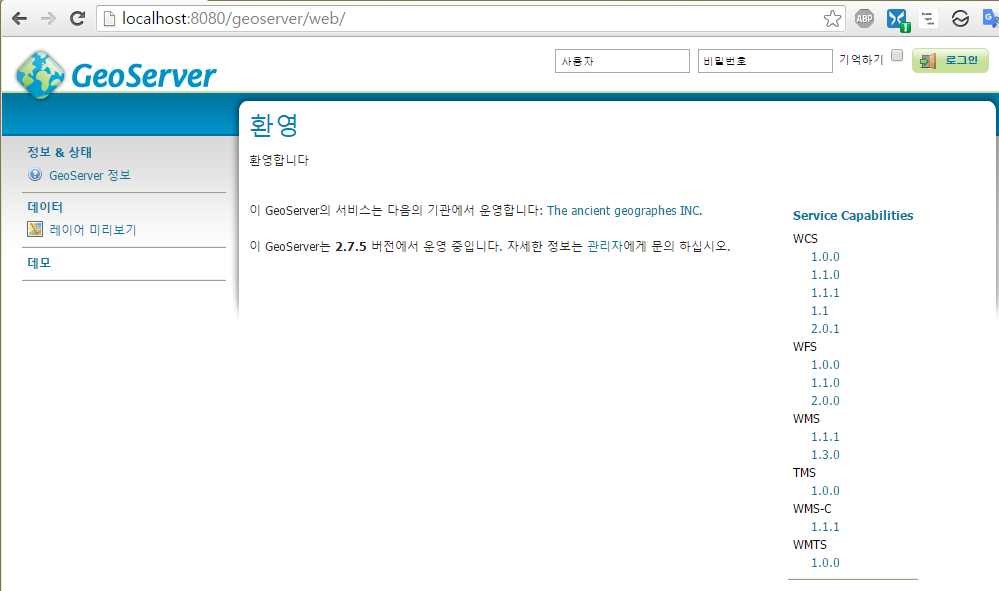 localhost:8080/geoserver/web/
ABP
GeoServer
사용자
비밀번호
기억하기
로그인
정보 & 상태
GeoServer 정보
데이터
레이어 미리보기
데모
환영
환영합니다
이 GeoServer의 서비스는 다음의 기관에서 운영합니다: The ancient geographes INC.
이 GeoServer는 2.7.5 버전에서 운영 중입니다. 자세한 정보는 관리자에게 문의 하십시오.
Service Capabilities
WCS
1.0.0
1.1.0
1.1.1
1.1
2.0.1
WFS
1.0.0
1.1.0
2.0.0
WMS
1.1.1
1.3.0
TMS
1.0.0
WMS-C
1.1.1
WMTS
1.0.0